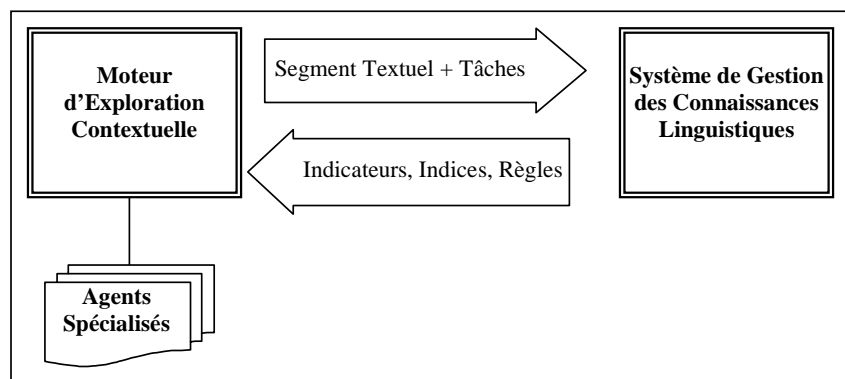 Moteur
d'Exploration
Contextuelle
Segment Textuel + Tâches
Indicateurs, Indices, Règles
Système de Gestion
des Connaissances
Linguistiques
Agents
Spécialisés